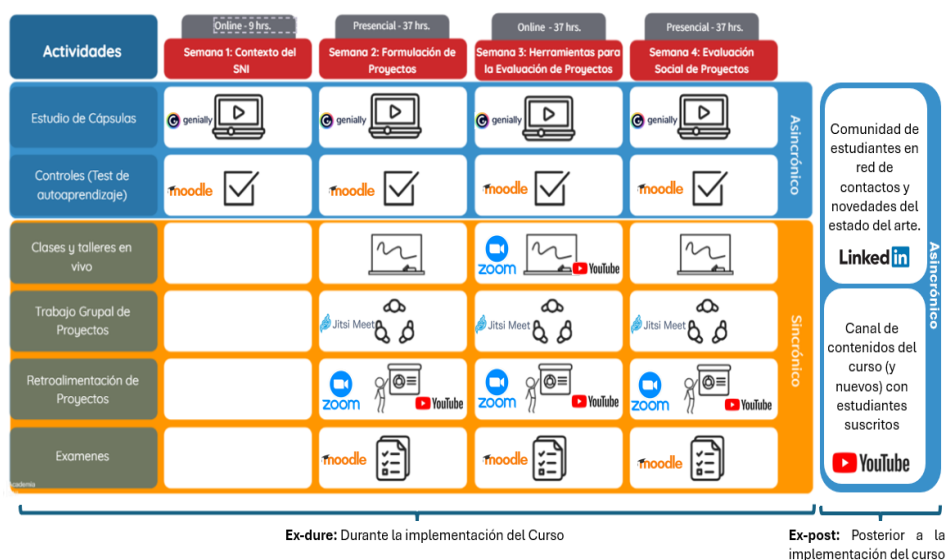 Actividades
Online - 9 hrs.
Semana 1: Contexto del
SNI
Presencial - 37 hrs.
Semana 2: Formulación de
Proyectos
Online - 37 hrs.
Semana 3: Herramientas para
la Evaluación de Proyectos
Presencial - 37 hrs.
Semana 4: Evaluación
Social de Proyectos
Estudio de Cápsulas
genially
genially
genially
genially
Controles (Test de
autoaprendizaje)
moodle
moodle
moodle
moodle
Asincrónico
Clases y talleres en
vivo
zoom
YouTube
Trabajo Grupal de
Proyectos
Jitsi Meet
Jitsi Meet
Jitsi Meet
Retroalimentación de
Proyectos
zoom
YouTube
zoom
YouTube
zoom
YouTube
Examenes
moodle
moodle
moodle
Sincrónico
academia
Comunidad de
estudiantes en
red de
contactos y
novedades del
estado del arte.
Linkedin
Canal de
contenidos del
curso (y
nuevos) con
estudiantes
suscritos
YouTube
Asincrónico
Ex-dure: Durante la implementación del Curso
Ex-post: Posterior a la
implementación del curso